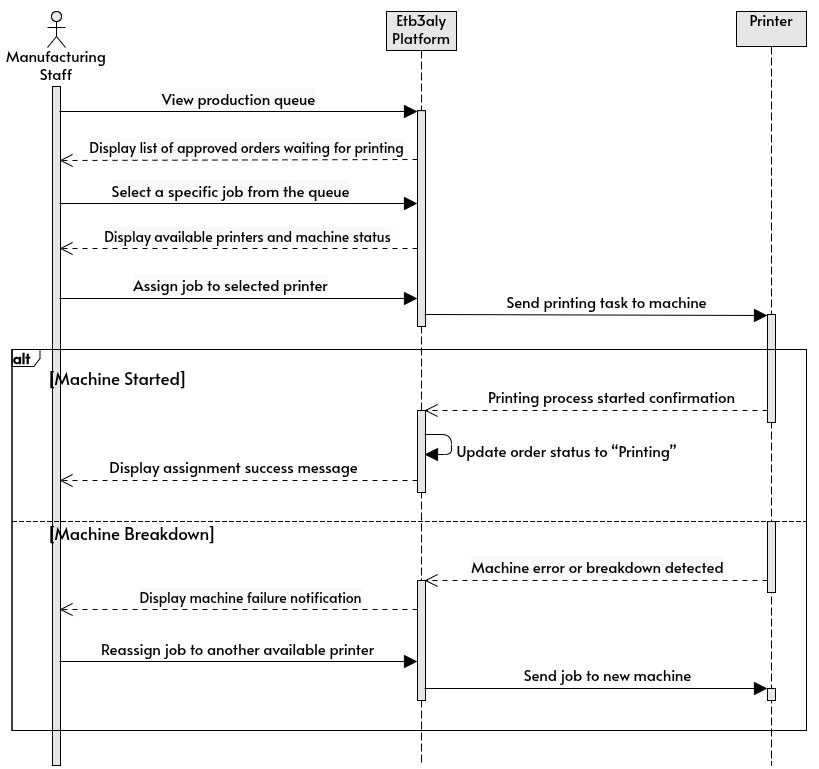 Etb3aly
Platform
Printer
Manufacturing
Staff
View production queue
Display list of approved orders waiting for printing
Select a specific job from the queue
Display available printers and machine status
Assign job to selected printer
Send printing task to machine
alt
[Machine Started]
Printing process started confirmation
Update order status to “Printing”
Display assignment success message
[Machine Breakdown]
Machine error or breakdown detected
Display machine failure notification
Reassign job to another available printer
Send job to new machine